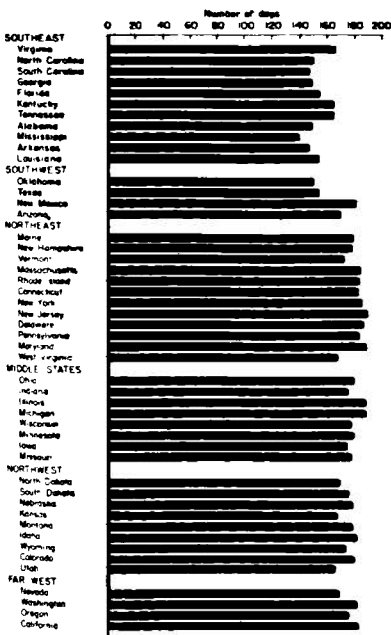 Number of days
0 20 40 60 80 100 120 140 160 180 200
SOUTHEAST
Virginia
North Carolina
South Carolina
Georgia
Florida
Kentucky
Tennessee
Alabama
Mississippi
Arkansas
Louisiana
SOUTHWEST
Oklahoma
Texas
New Mexico
Arizona
NORTHEAST
Maine
New Hampshire
Vermont
Massachusetts
Rhode Island
Connecticut
New York
New Jersey
Delaware
Pennsylvania
Maryland
West Virginia
MIDDLE STATES
Ohio
Indiana
Illinois
Michigan
Wisconsin
Minnesota
Iowa
Missouri
NORTHWEST
North Dakota
South Dakota
Nebraska
Kansas
Montana
Idaho
Wyoming
Colorado
Utah
FAR WEST
Nevada
Washington
Oregon
California